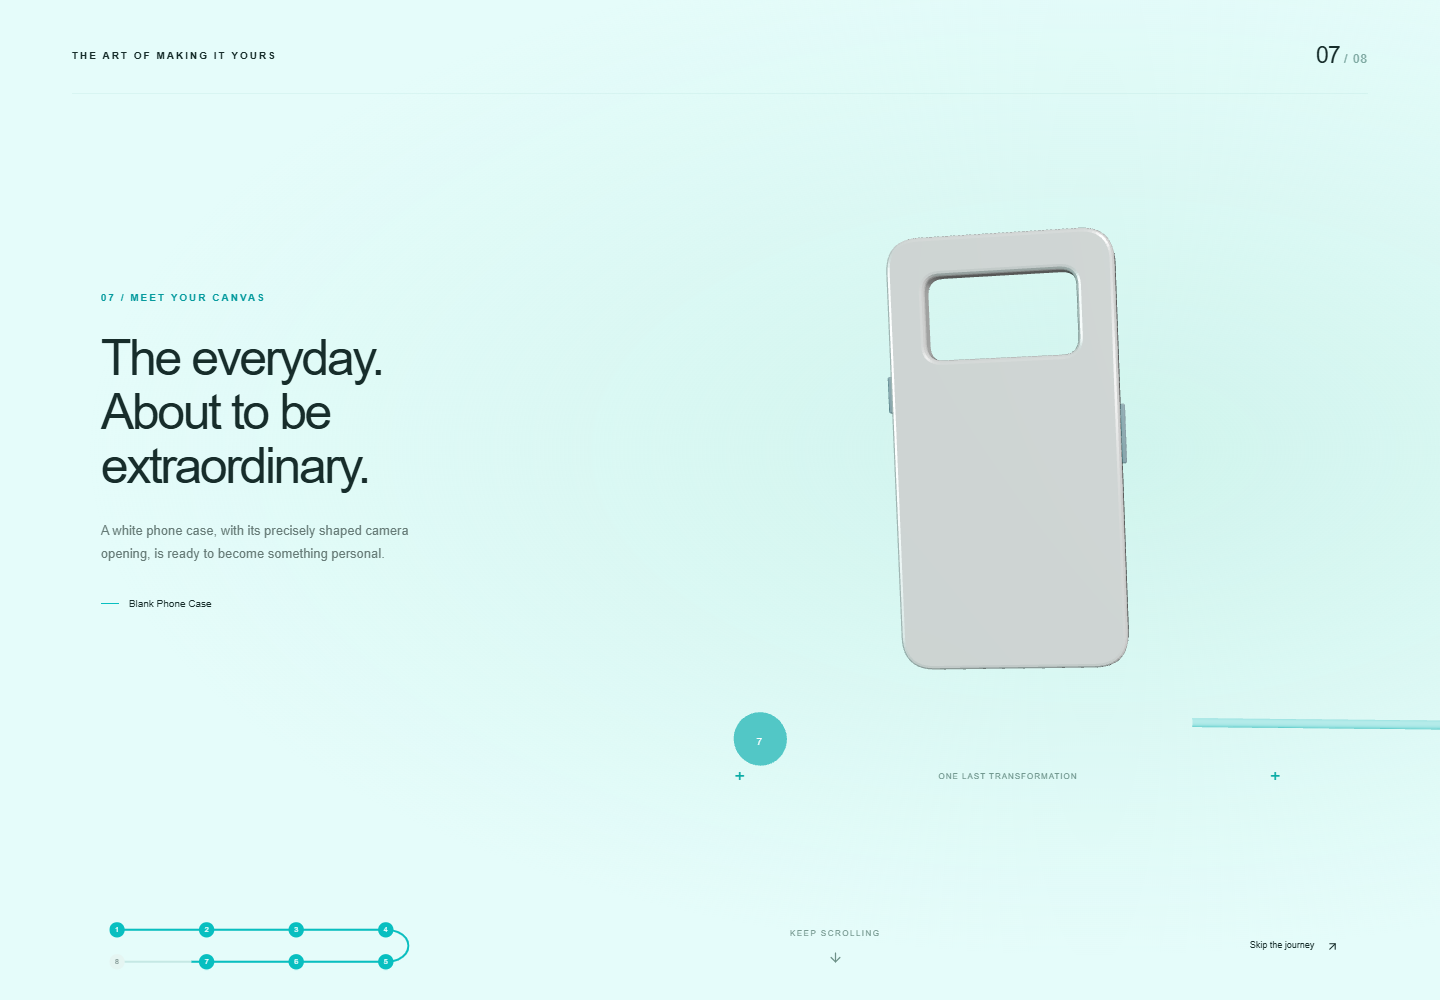 THE ART OF MAKING IT YOURS
07 / 08
07 / MEET YOUR CANVAS
The everyday.
About to be
extraordinary.
A white phone case, with its precisely shaped camera
opening, is ready to become something personal.
Blank Phone Case
7
ONE LAST TRANSFORMATION
1 2 3 4
8 7 6 5
KEEP SCROLLING
Skip the journey